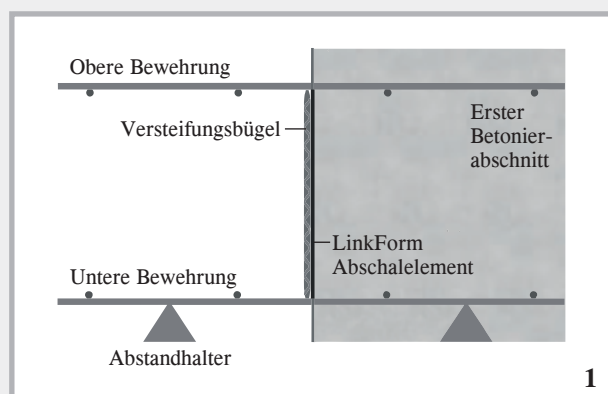 Obere Bewehrung
Versteifungsbügel
Erster
Betonier-
abschnitt
LinkForm
Abschalelement
Untere Bewehrung
Abstandhalter
1